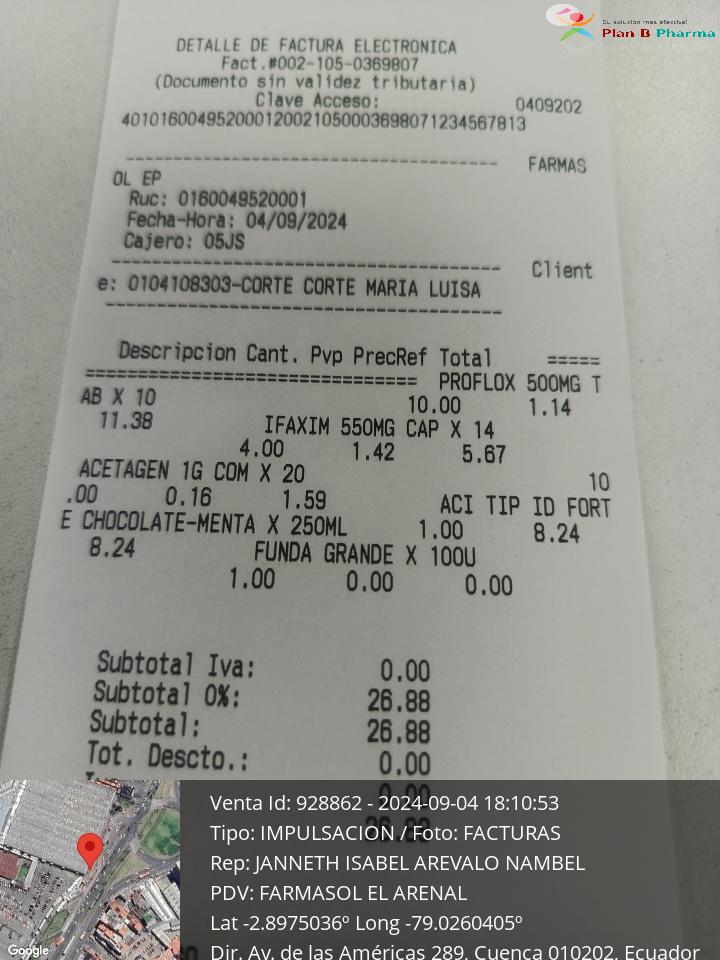 Su solución más efectiva!
Plan B Pharma
DETALLE DE FACTURA ELECTRONICA
Fact.#002-105-0369807
(Documento sin validez tributaria)
Clave Acceso: 0409202
401016004952000120021050003698071234567813
------------------------------------ FARMAS
OL EP
Ruc: 0160049520001
Fecha-Hora: 04/09/2024
Cajero: 05JS
------------------------------------ Client
e: 0104108303-CORTE CORTE MARIA LUISA
------------------------------------
Descripcion Cant. Pvp PrecRef Total =====
================================ PROFLOX 500MG T
AB X 10 10.00 1.14
11.38 IFAXIM 550MG CAP X 14
4.00 1.42 5.67
ACETAGEN 1G COM X 20 10
.00 0.16 1.59 ACI TIP ID FORT
E CHOCOLATE-MENTA X 250ML 1.00 8.24
8.24 FUNDA GRANDE X 100U
1.00 0.00 0.00
Subtotal Iva: 0.00
Subtotal 0%: 26.88
Subtotal: 26.88
Tot. Descto.: 0.00
0.00
26.88
Venta Id: 928862 - 2024-09-04 18:10:53
Tipo: IMPULSACION / Foto: FACTURAS
Rep: JANNETH ISABEL AREVALO NAMBEL
PDV: FARMASOL EL ARENAL
Lat -2.8975036º Long -79.0260405º
Dir. Av. de las Américas 289, Cuenca 010202, Ecuador
Google